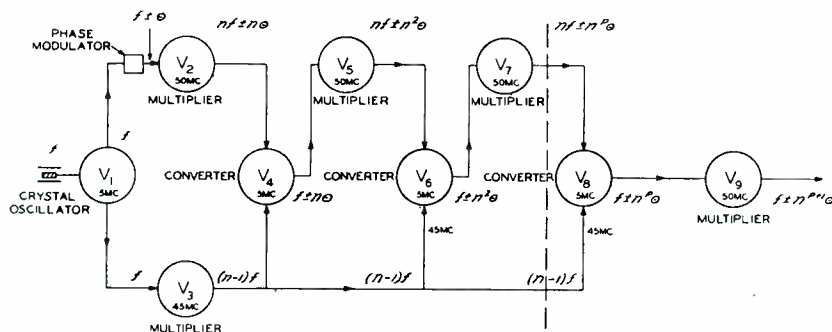 f±θ
nf±nθ
nf±n²θ
nf±nᵖθ
PHASE
MODULATOR
V₂
50MC
MULTIPLIER
V₅
50MC
MULTIPLIER
V₇
50MC
MULTIPLIER
f
f
V₁
5MC
CRYSTAL
OSCILLATOR
CONVERTER
V₄
5MC
f±nθ
CONVERTER
V₆
5MC
f±n²θ
CONVERTER
V₈
5MC
f±nᵖθ
V₉
50MC
MULTIPLIER
f±nᵖ⁺¹θ
45MC
45MC
f
V₃
45MC
MULTIPLIER
(n-1)f
(n-1)f
(n-1)f